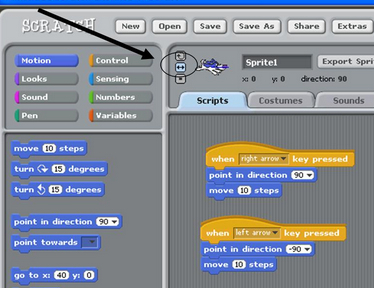 SCRATCH New Open Save Save As Share Extras
Motion Control
Looks Sensing
Sound Numbers
Pen Variables
Sprite1 Export Spri
x: 0 y: 0 direction: 90
Scripts Costumes Sounds
move 10 steps
turn 15 degrees
turn 15 degrees
point in direction 90
point towards
go to x: 40 y: 0
when right arrow key pressed
point in direction 90
move 10 steps
when left arrow key pressed
point in direction -90
move 10 steps